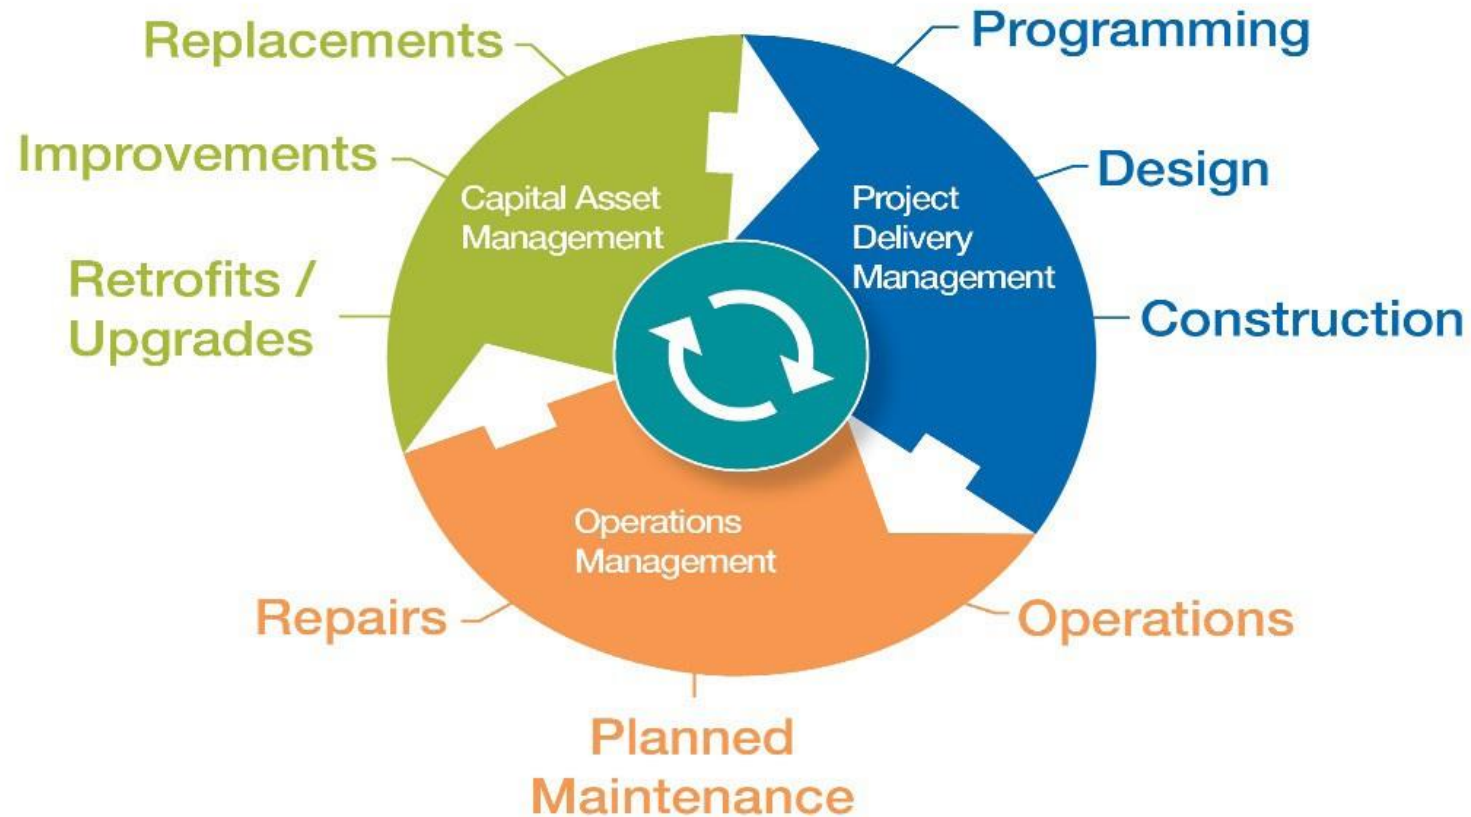 Replacements
Programming
Improvements
Design
Capital Asset
Management
Project
Delivery
Management
Retrofits /
Upgrades
Construction
Operations
Management
Repairs
Operations
Planned
Maintenance